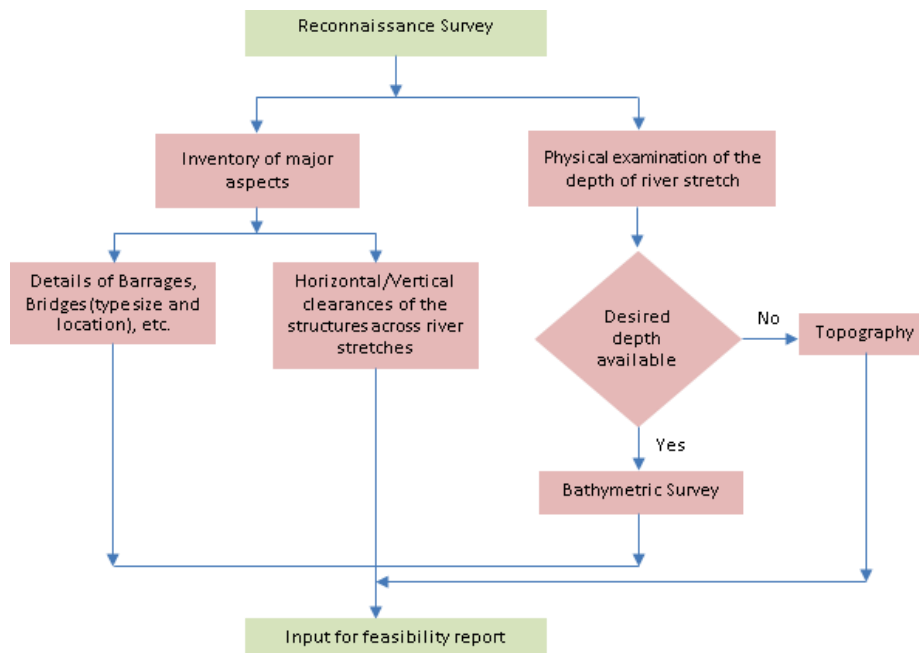 Reconnaissance Survey
Inventory of major
aspects
Physical examination of the
depth of river stretch
Details of Barrages,
Bridges(type size and
location), etc.
Horizontal/Vertical
clearances of the
structures across river
stretches
Desired
depth
available
No
Topography
Yes
Bathymetric Survey
Input for feasibility report